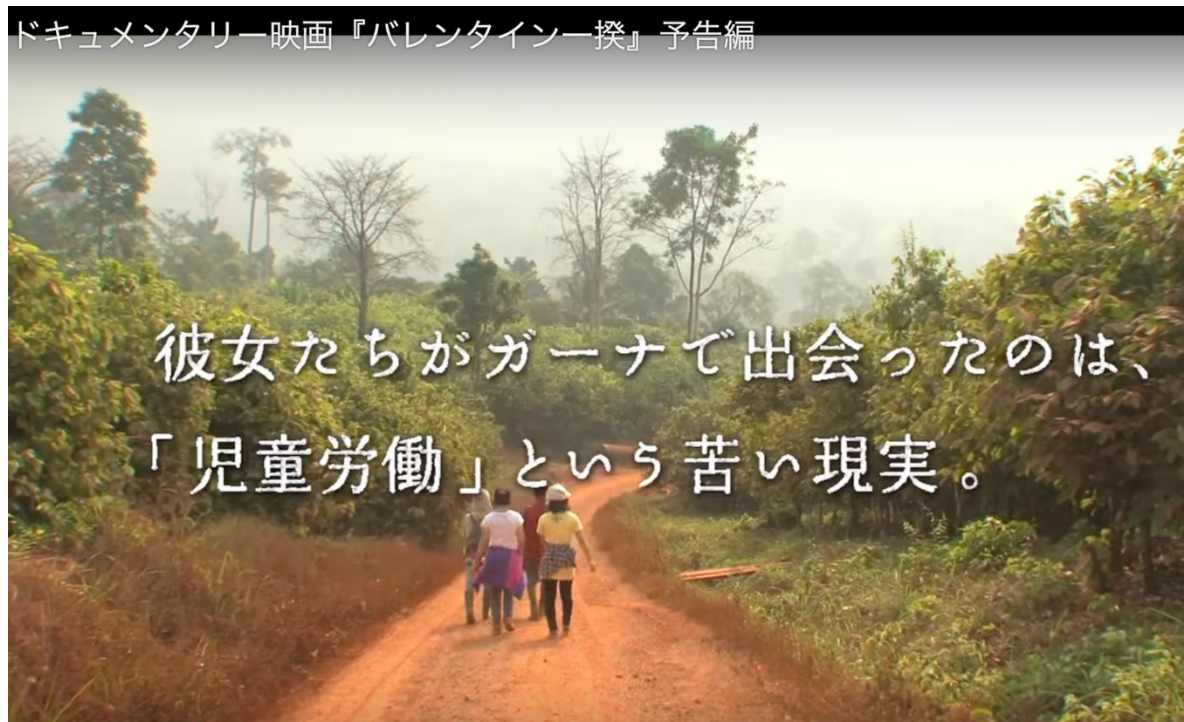 ドキュメンタリー映画『バレンタイン一揆』予告編
彼女たちがガーナで出会ったのは、
「児童労働」という苦い現実。